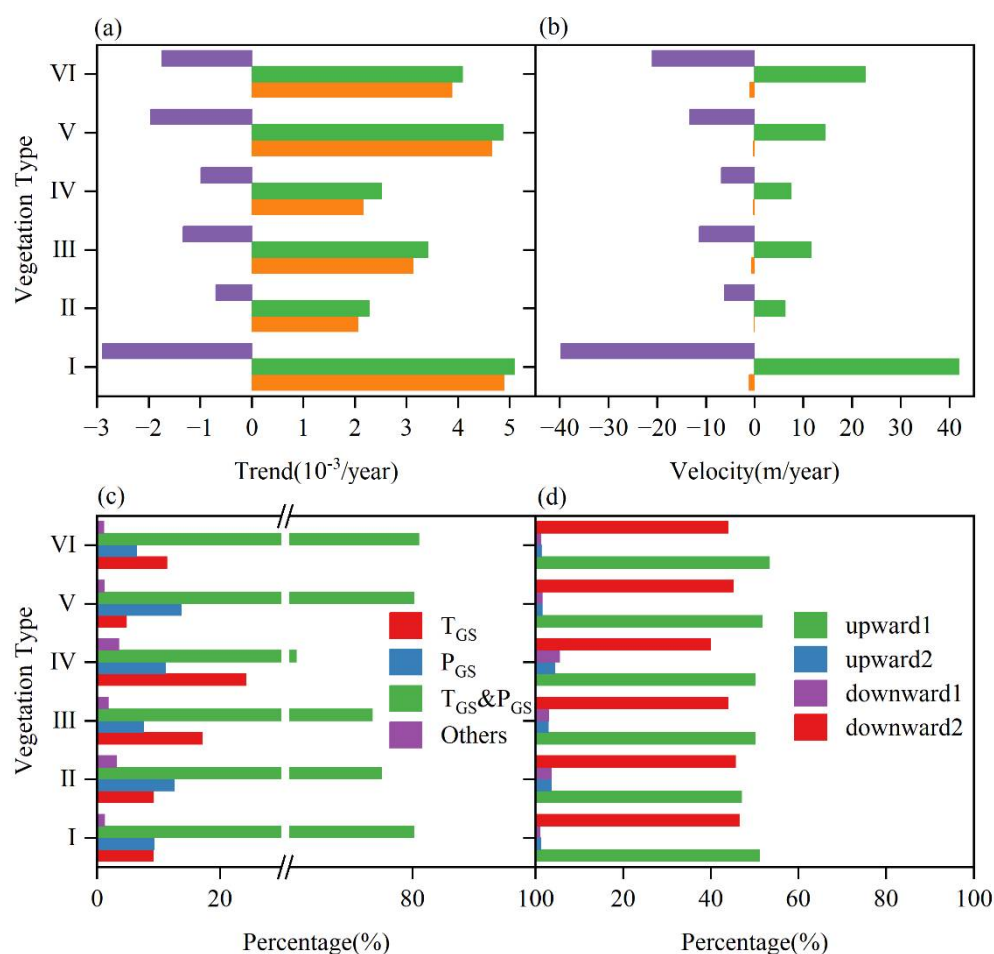 (a) (b)
VI
V
IV
III
II
I
Vegetation Type
−3 −2 −1 0 1 2 3 4 5 −40 −30 −20 −10 0 10 20 30 40
Trend(10⁻³/year) Velocity(m/year)
(c) (d)
VI
V
IV
III
II
I
Vegetation Type
T_GS
P_GS
T_GS&P_GS
Others
upward1
upward2
downward1
downward2
0 20 80 100 20 40 60 80 100
Percentage(%) Percentage(%)